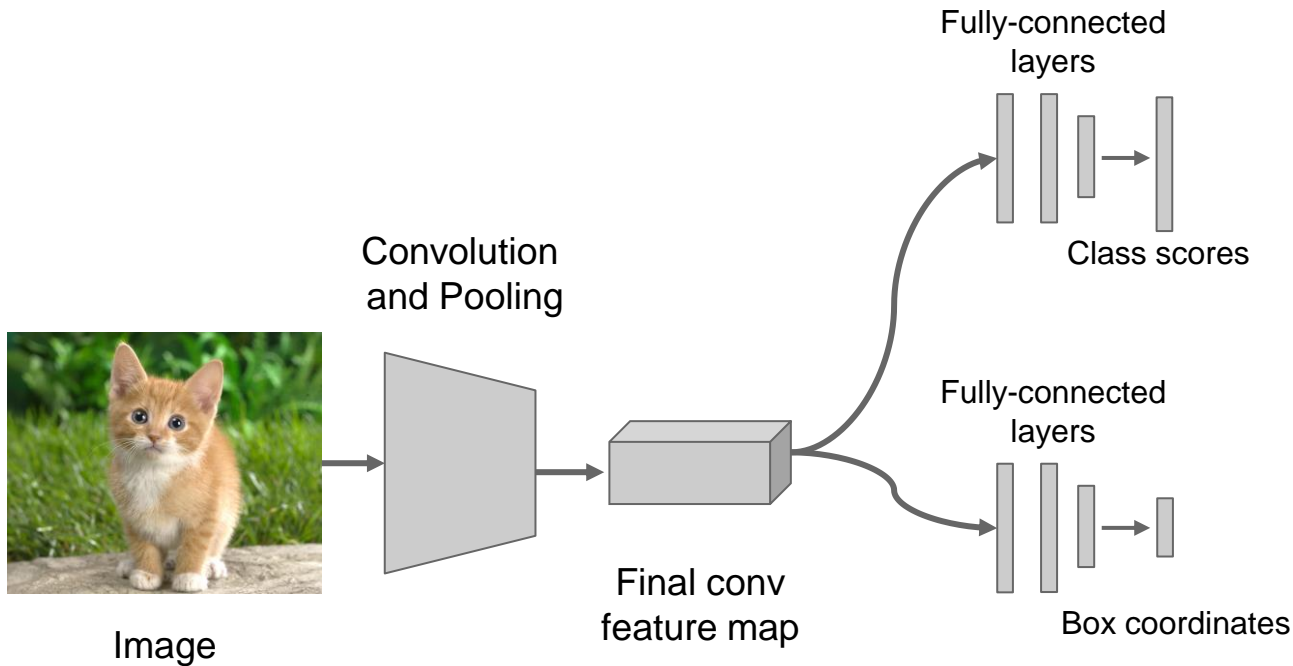 Fully-connected
layers
Class scores
Convolution
and Pooling
Fully-connected
layers
Box coordinates
Final conv
feature map
Image